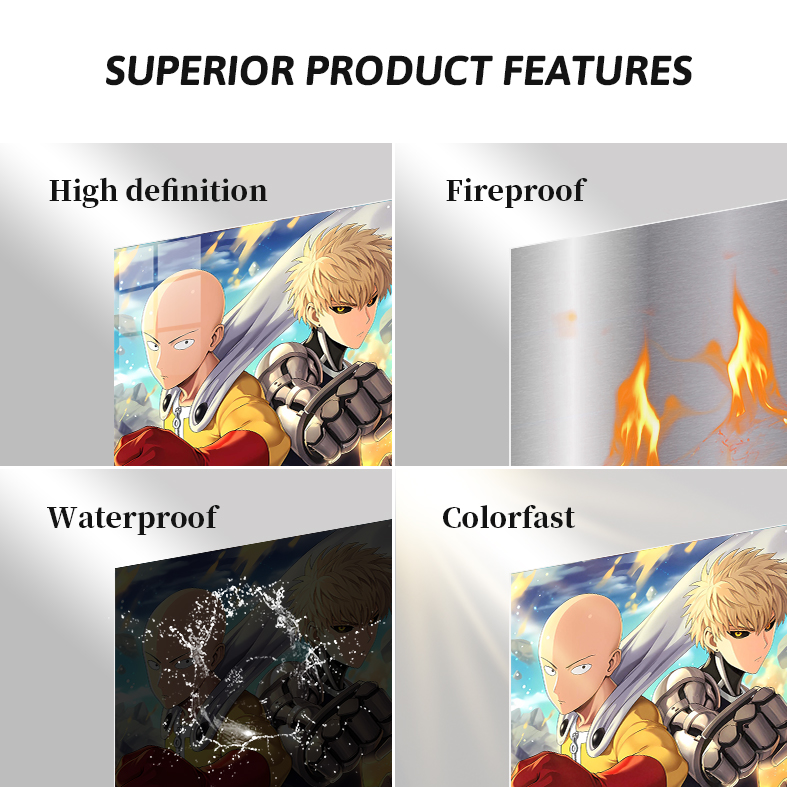 SUPERIOR PRODUCT FEATURES
High definition
Fireproof
Waterproof
Colorfast